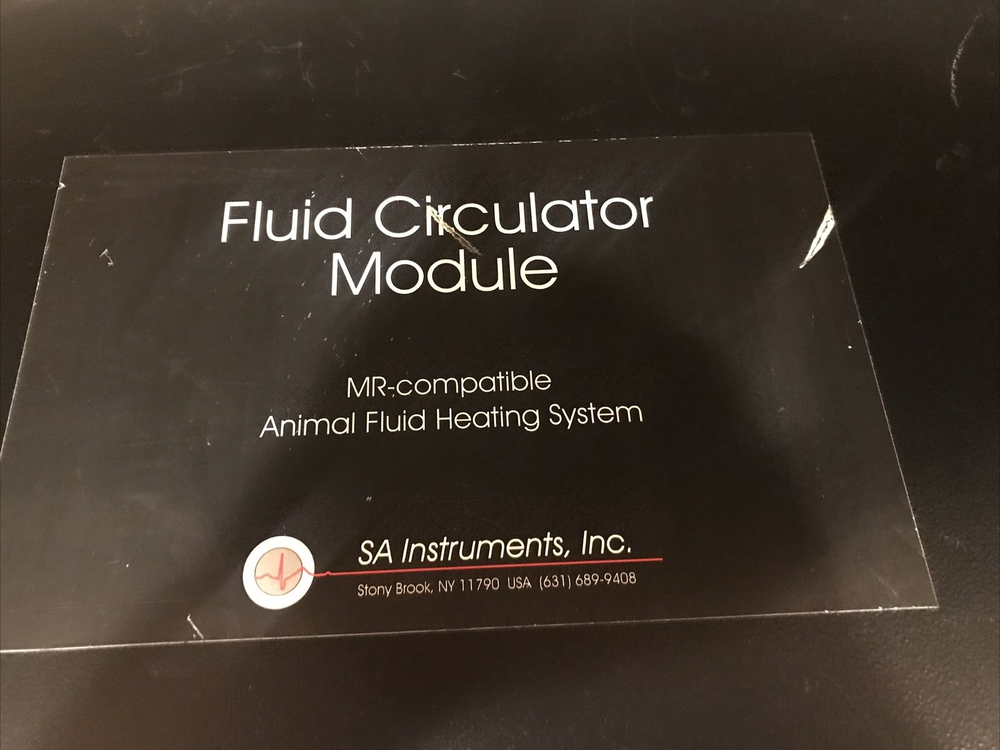 Fluid Circulator
Module
MR-compatible
Animal Fluid Heating System
SA Instruments, Inc.
Stony Brook, NY 11790 USA (631) 689-9408